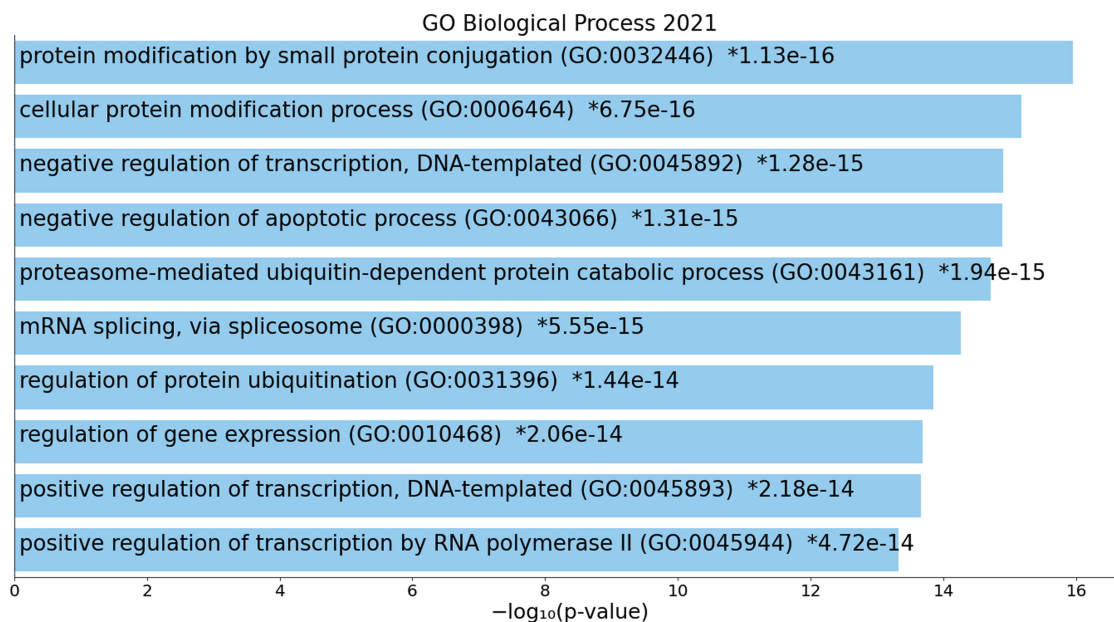 GO Biological Process 2021
protein modification by small protein conjugation (GO:0032446) *1.13e-16
cellular protein modification process (GO:0006464) *6.75e-16
negative regulation of transcription, DNA-templated (GO:0045892) *1.28e-15
negative regulation of apoptotic process (GO:0043066) *1.31e-15
proteasome-mediated ubiquitin-dependent protein catabolic process (GO:0043161) *1.94e-15
mRNA splicing, via spliceosome (GO:0000398) *5.55e-15
regulation of protein ubiquitination (GO:0031396) *1.44e-14
regulation of gene expression (GO:0010468) *2.06e-14
positive regulation of transcription, DNA-templated (GO:0045893) *2.18e-14
positive regulation of transcription by RNA polymerase II (GO:0045944) *4.72e-14
0 2 4 6 8 10 12 14 16
−log₁₀(p-value)